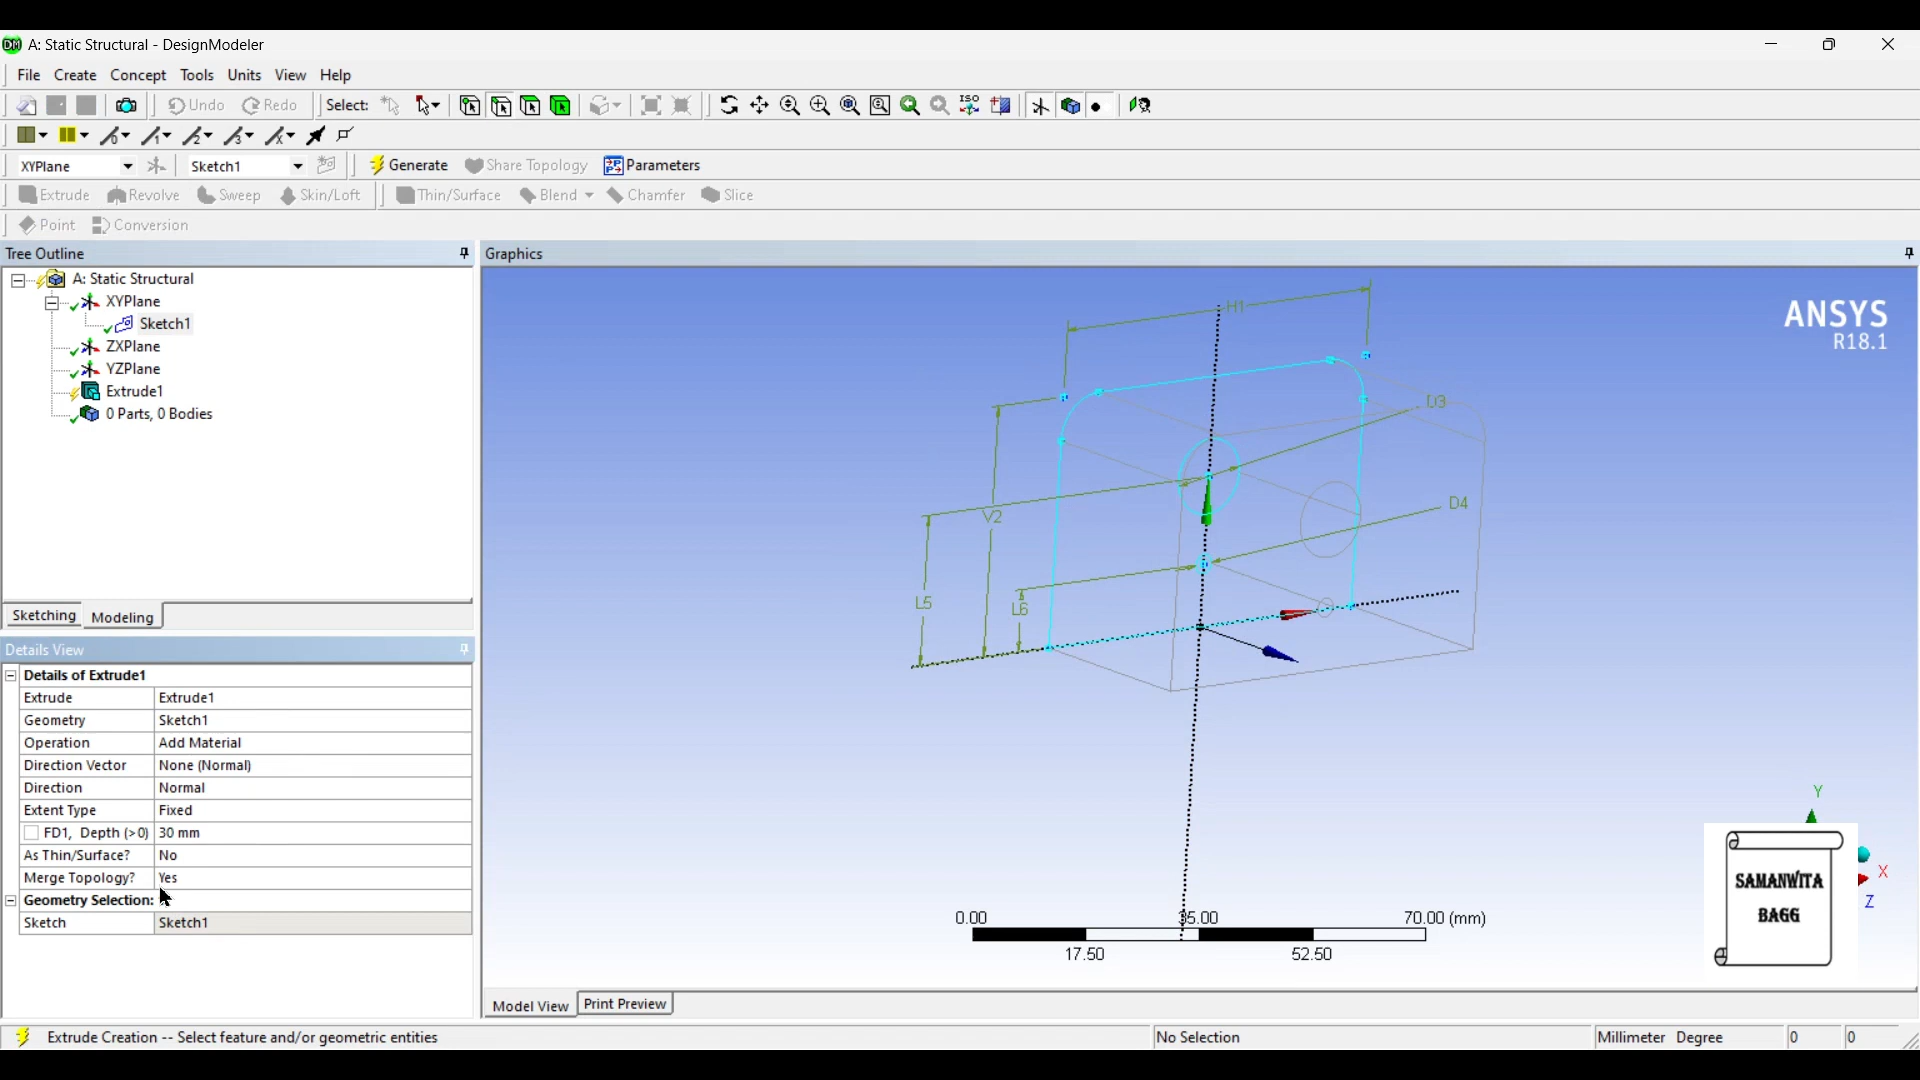 A: Static Structural - DesignModeler
File Create Concept Tools Units View Help
Undo Redo Select: ISO
XYPlane Sketch1 Generate Share Topology Parameters
Extrude Revolve Sweep Skin/Loft Thin/Surface Blend Chamfer Slice
Point Conversion
Tree Outline
A: Static Structural
XYPlane
Sketch1
ZXPlane
YZPlane
Extrude1
0 Parts, 0 Bodies
Sketching Modeling
Details View
Details of Extrude1
Extrude Extrude1
Geometry Sketch1
Operation Add Material
Direction Vector None (Normal)
Direction Normal
Extent Type Fixed
FD1, Depth (>0) 30 mm
As Thin/Surface? No
Merge Topology? Yes
Geometry Selection:
Sketch Sketch1
Graphics
ANSYS
R18.1
H1
D3
D4
V2
L5
L6
0.00 35.00 70.00 (mm)
17.50 52.50
Y
X
Z
SAMANWITA
BAGG
Model View Print Preview
Extrude Creation -- Select feature and/or geometric entities No Selection Millimeter Degree 0 0